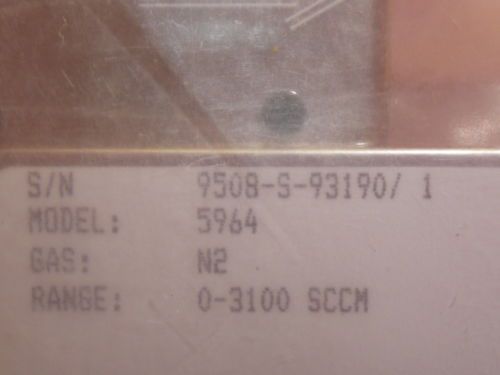 S/N 9508-S-93190/ 1
MODEL: 5964
GAS: N2
RANGE: 0-3100 SCCM